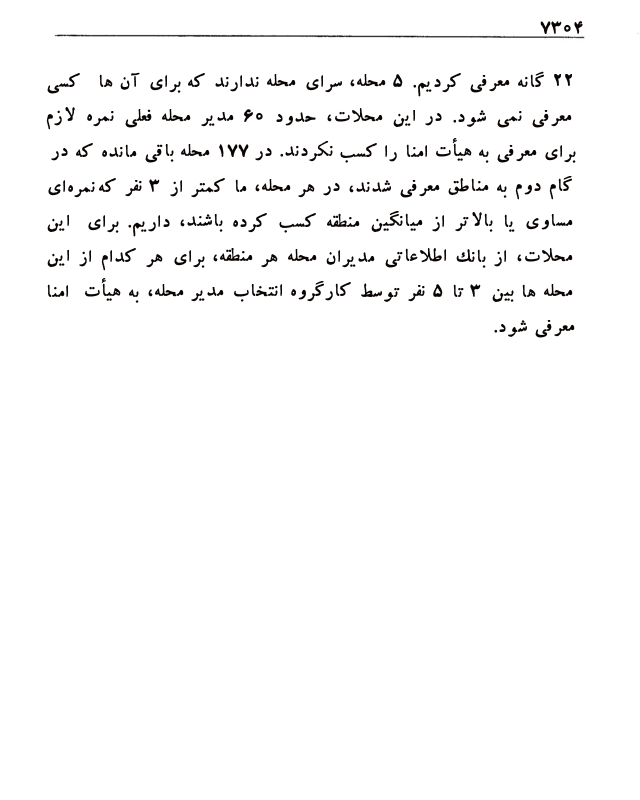 ۷۳۰۴
۲۲ گانه معرفی کردیم. ۵ محله، سرای محله ندارند که برای آن ها کسی
معرفی نمی شود. در این محلات، حدود ۶۰ مدیر محله فعلی نمره لازم
برای معرفی به هیأت امنا را کسب نکردند. در ۱۷۷ محله باقی مانده که در
گام دوم به مناطق معرفی شدند، در هر محله، ما کمتر از ۳ نفر که نمره‌ای
مساوی یا بالاتر از میانگین منطقه کسب کرده باشند، داریم. برای این
محلات، از بانك اطلاعاتی مدیران محله هر منطقه، برای هر کدام از این
محله ها بین ۳ تا ۵ نفر توسط کارگروه انتخاب مدیر محله، به هیأت امنا
معرفی شود.